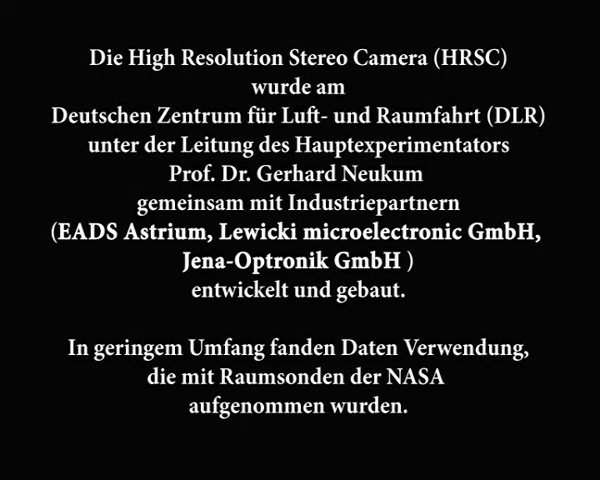 Die High Resolution Stereo Camera (HRSC)
wurde am
Deutschen Zentrum für Luft- und Raumfahrt (DLR)
unter der Leitung des Hauptexperimentators
Prof. Dr. Gerhard Neukum
gemeinsam mit Industriepartnern
(EADS Astrium, Lewicki microelectronic GmbH,
Jena-Optronik GmbH )
entwickelt und gebaut.
In geringem Umfang fanden Daten Verwendung,
die mit Raumsonden der NASA
aufgenommen wurden.